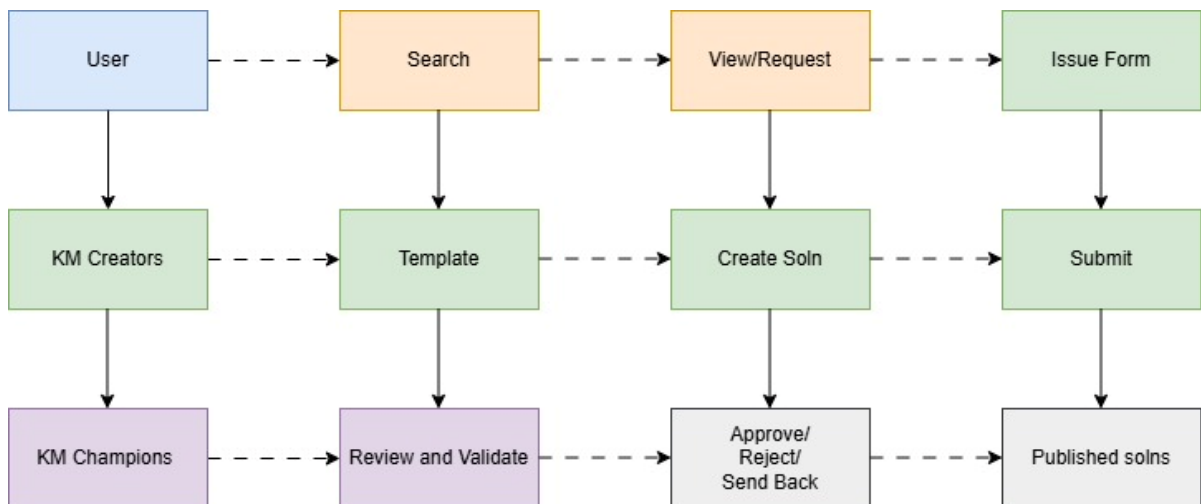 User
Search
View/Request
Issue Form
KM Creators
Template
Create Soln
Submit
KM Champions
Review and Validate
Approve/
Reject/
Send Back
Published solns